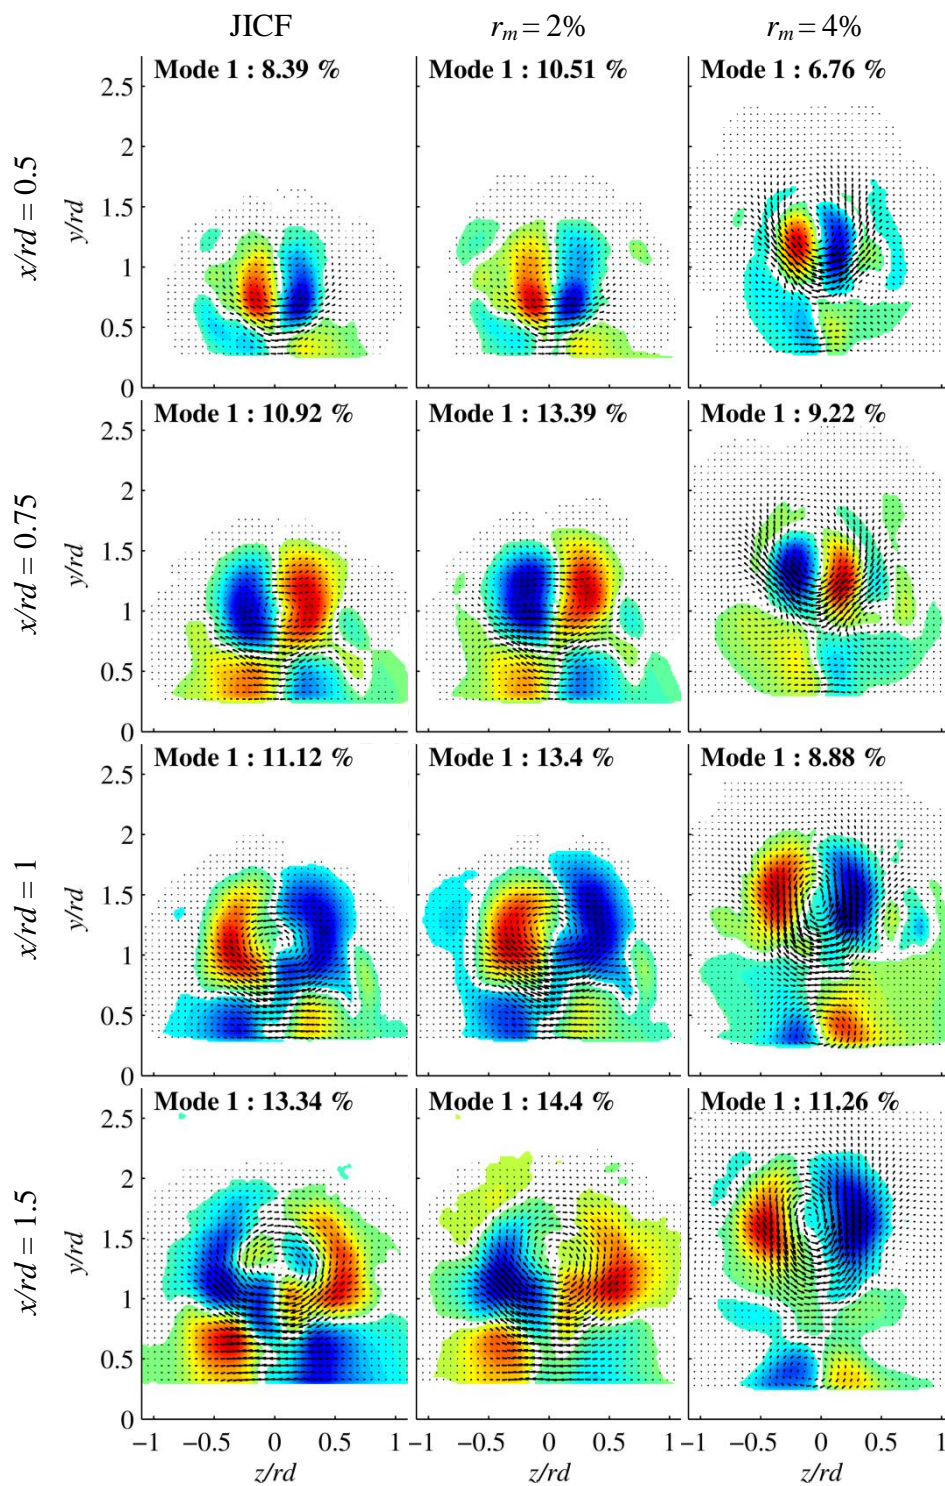 JICF r_m = 2% r_m = 4%
x/rd = 0.5
y/rd
Mode 1 : 8.39 % Mode 1 : 10.51 % Mode 1 : 6.76 %
2.5
2
1.5
1
0.5
0
x/rd = 0.75
y/rd
Mode 1 : 10.92 % Mode 1 : 13.39 % Mode 1 : 9.22 %
2.5
2
1.5
1
0.5
0
x/rd = 1
y/rd
Mode 1 : 11.12 % Mode 1 : 13.4 % Mode 1 : 8.88 %
2.5
2
1.5
1
0.5
0
x/rd = 1.5
y/rd
Mode 1 : 13.34 % Mode 1 : 14.4 % Mode 1 : 11.26 %
2.5
2
1.5
1
0.5
0
−1 −0.5 0 0.5 1 −1 −0.5 0 0.5 1 −1 −0.5 0 0.5 1
z/rd z/rd z/rd